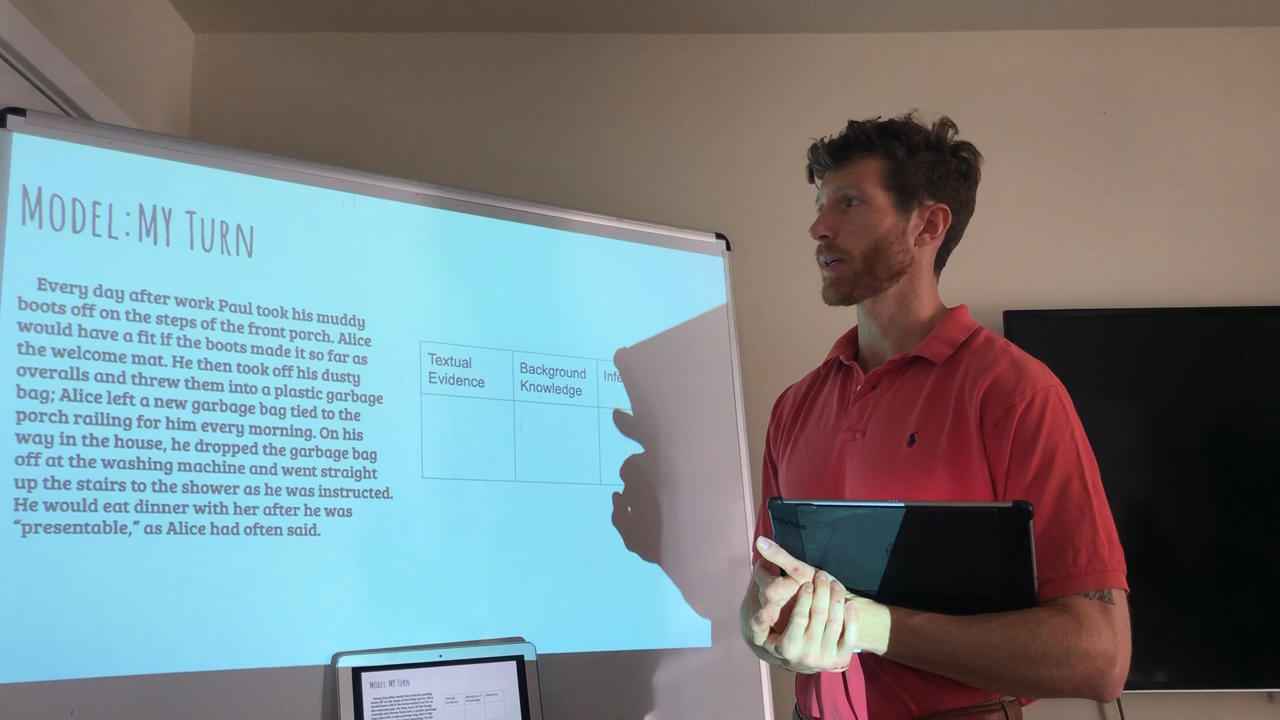 MODEL: MY TURN
Every day after work Paul took his muddy
boots off on the steps of the front porch. Alice
would have a fit if the boots made it so far as
the welcome mat. He then took off his dusty
overalls and threw them into a plastic garbage
bag; Alice left a new garbage bag tied to the
porch railing for him every morning. On his
way in the house, he dropped the garbage bag
off at the washing machine and went straight
up the stairs to the shower as he was instructed.
He would eat dinner with her after he was
“presentable,” as Alice had often said.
Textual
Evidence
Background
Knowledge
Infe
MODEL: MY TURN
Textual
Evidence
Background
Knowledge